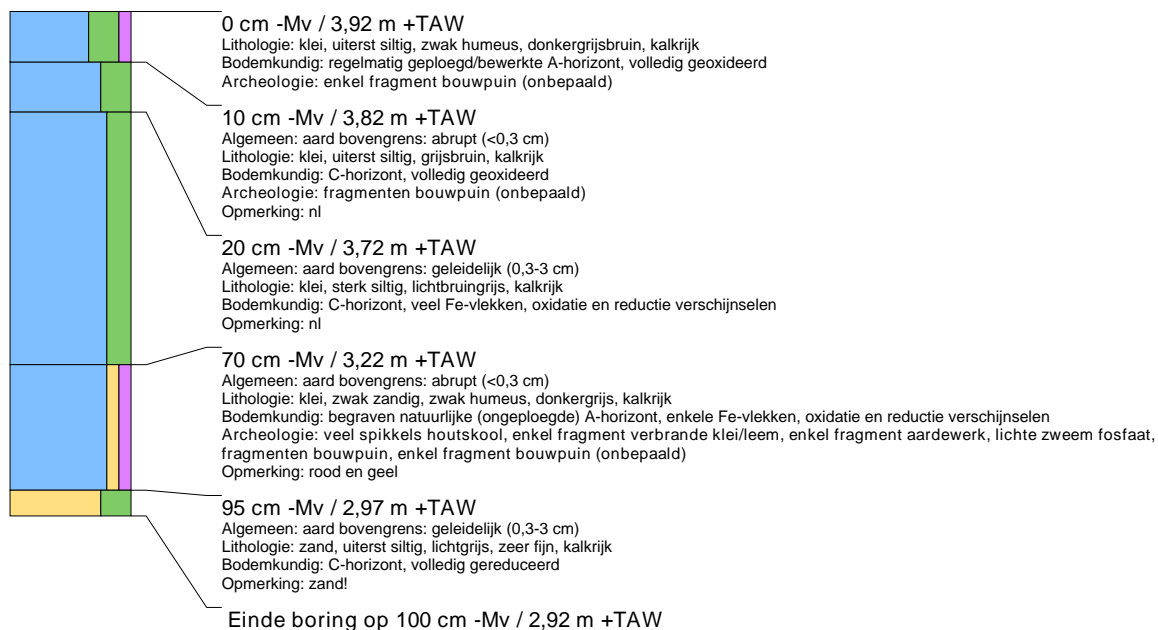 0 cm -Mv / 3,92 m +TAW
Lithologie: klei, uiterst siltig, zwak humeus, donkergrijsbruin, kalkrijk
Bodemkundig: regelmatig geploegd/bewerkte A-horizont, volledig geoxideerd
Archeologie: enkel fragment bouwpuin (onbepaald)
10 cm -Mv / 3,82 m +TAW
Algemeen: aard bovengrens: abrupt (<0,3 cm)
Lithologie: klei, uiterst siltig, grijsbruin, kalkrijk
Bodemkundig: C-horizont, volledig geoxideerd
Archeologie: fragmenten bouwpuin (onbepaald)
Opmerking: nl
20 cm -Mv / 3,72 m +TAW
Algemeen: aard bovengrens: geleidelijk (0,3-3 cm)
Lithologie: klei, sterk siltig, lichtbruingrijs, kalkrijk
Bodemkundig: C-horizont, veel Fe-vlekken, oxidatie en reductie verschijnselen
Opmerking: nl
70 cm -Mv / 3,22 m +TAW
Algemeen: aard bovengrens: abrupt (<0,3 cm)
Lithologie: klei, zwak zandig, zwak humeus, donkergrijs, kalkrijk
Bodemkundig: begraven natuurlijke (ongeploegde) A-horizont, enkele Fe-vlekken, oxidatie en reductie verschijnselen
Archeologie: veel spikkels houtskool, enkel fragment verbrande klei/leem, enkel fragment aardewerk, lichte zweem fosfaat,
fragmenten bouwpuin, enkel fragment bouwpuin (onbepaald)
Opmerking: rood en geel
95 cm -Mv / 2,97 m +TAW
Algemeen: aard bovengrens: geleidelijk (0,3-3 cm)
Lithologie: zand, uiterst siltig, lichtgrijs, zeer fijn, kalkrijk
Bodemkundig: C-horizont, volledig gereduceerd
Opmerking: zand!
Einde boring op 100 cm -Mv / 2,92 m +TAW